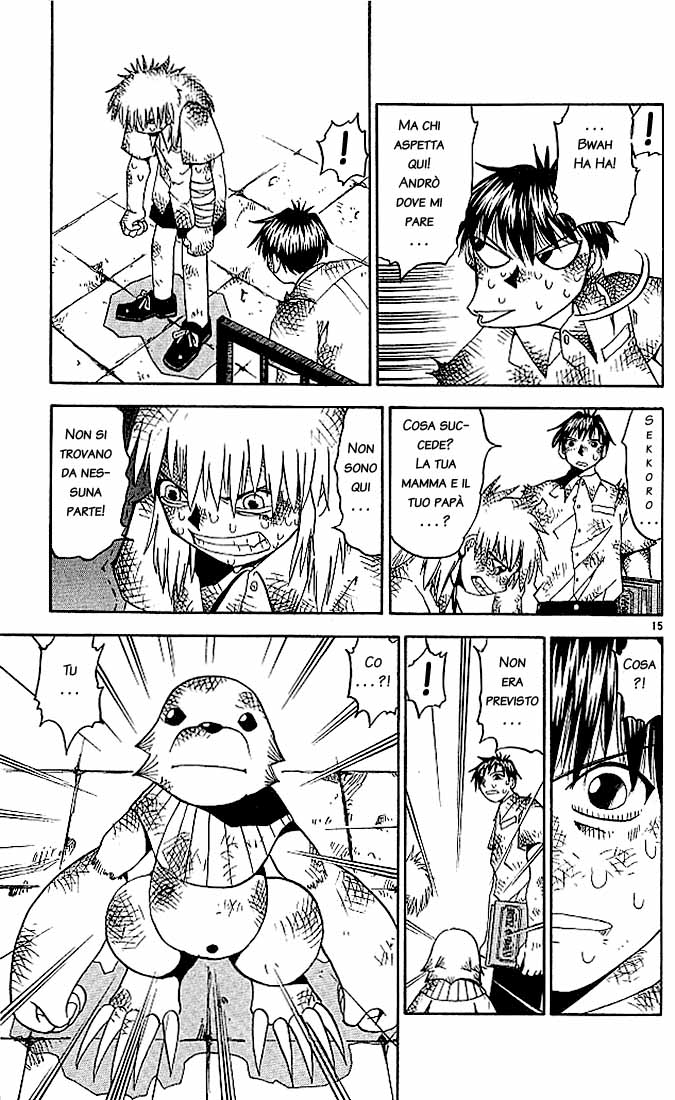 !
...
BWAH
HA HA!
MA CHI
ASPETTA
QUI!
ANDRÒ
DOVE MI
PARE
...
!
SEKKORO...
COSA SUC-
CEDE?
LA TUA
MAMMA E IL
TUO PAPÀ
...?
NON
SONO
QUI ...
NON SI
TROVANO
DA NES-
SUNA
PARTE!
15
COSA
?!
NON
ERA
PREVISTO
...
!
CO
...?!
TU
...